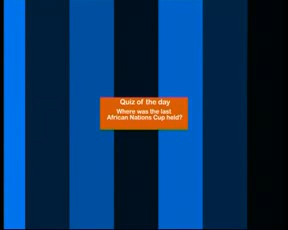 Quiz of the day
Where was the last
African Nations Cup held?